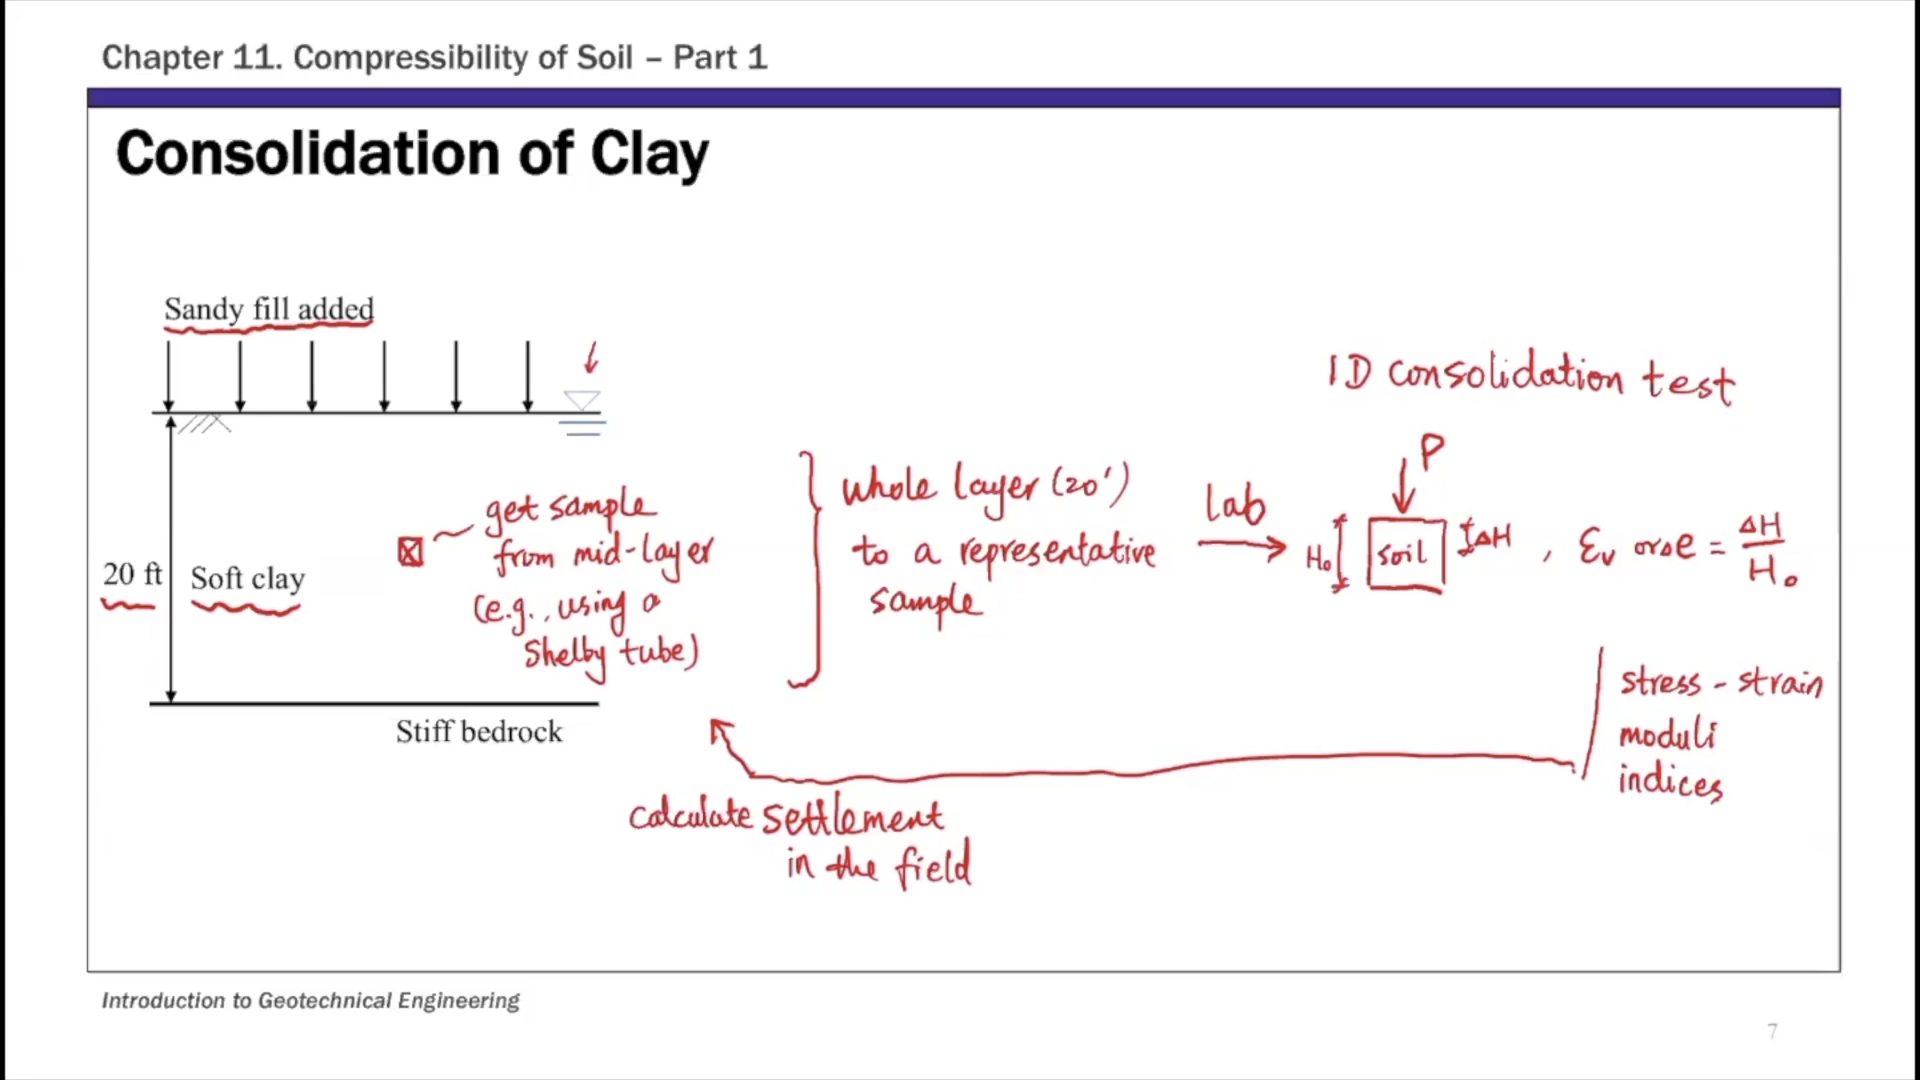 Chapter 11. Compressibility of Soil – Part 1
Consolidation of Clay
Sandy fill added
20 ft
Soft clay
Stiff bedrock
get sample
from mid-layer
(e.g., using a
Shelby tube)
whole layer (20')
to a representative
sample
lab
1D consolidation test
P
H₀
soil
ΔH
, εv or Δe = ΔH / H₀
stress - strain
moduli
indices
calculate settlement
in the field
Introduction to Geotechnical Engineering
7